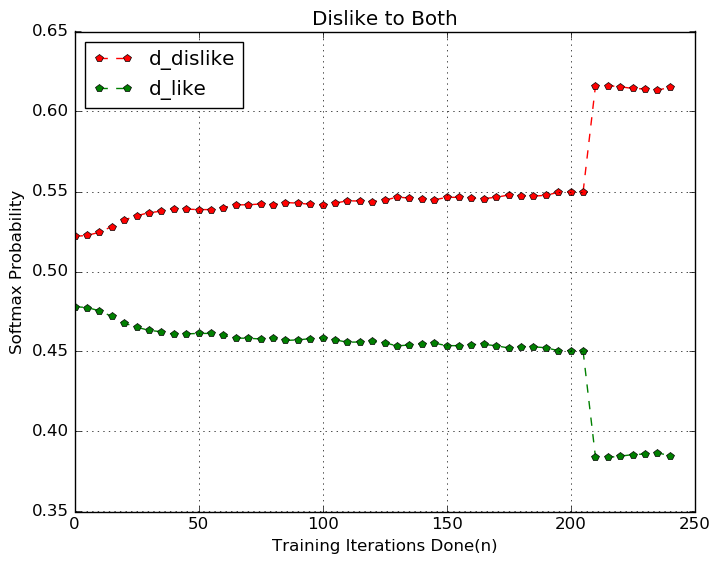 Dislike to Both
d_dislike
d_like
Softmax Probability
0.65
0.60
0.55
0.50
0.45
0.40
0.35
0
50
100
150
200
250
Training Iterations Done(n)